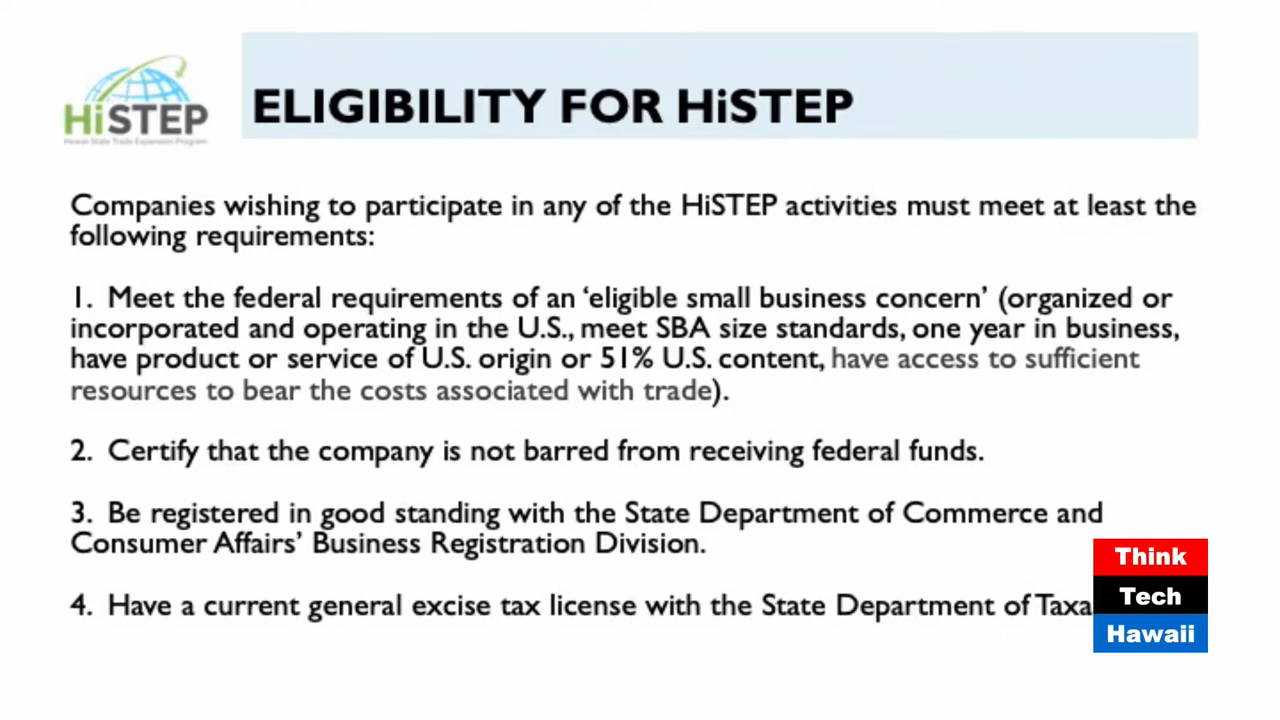 HiSTEP
Hawaii State Trade Expansion Program
ELIGIBILITY FOR HiSTEP
Companies wishing to participate in any of the HiSTEP activities must meet at least the
following requirements:
1. Meet the federal requirements of an ‘eligible small business concern’ (organized or
incorporated and operating in the U.S., meet SBA size standards, one year in business,
have product or service of U.S. origin or 51% U.S. content, have access to sufficient
resources to bear the costs associated with trade).
2. Certify that the company is not barred from receiving federal funds.
3. Be registered in good standing with the State Department of Commerce and
Consumer Affairs’ Business Registration Division.
4. Have a current general excise tax license with the State Department of Taxa
Think
Tech
Hawaii